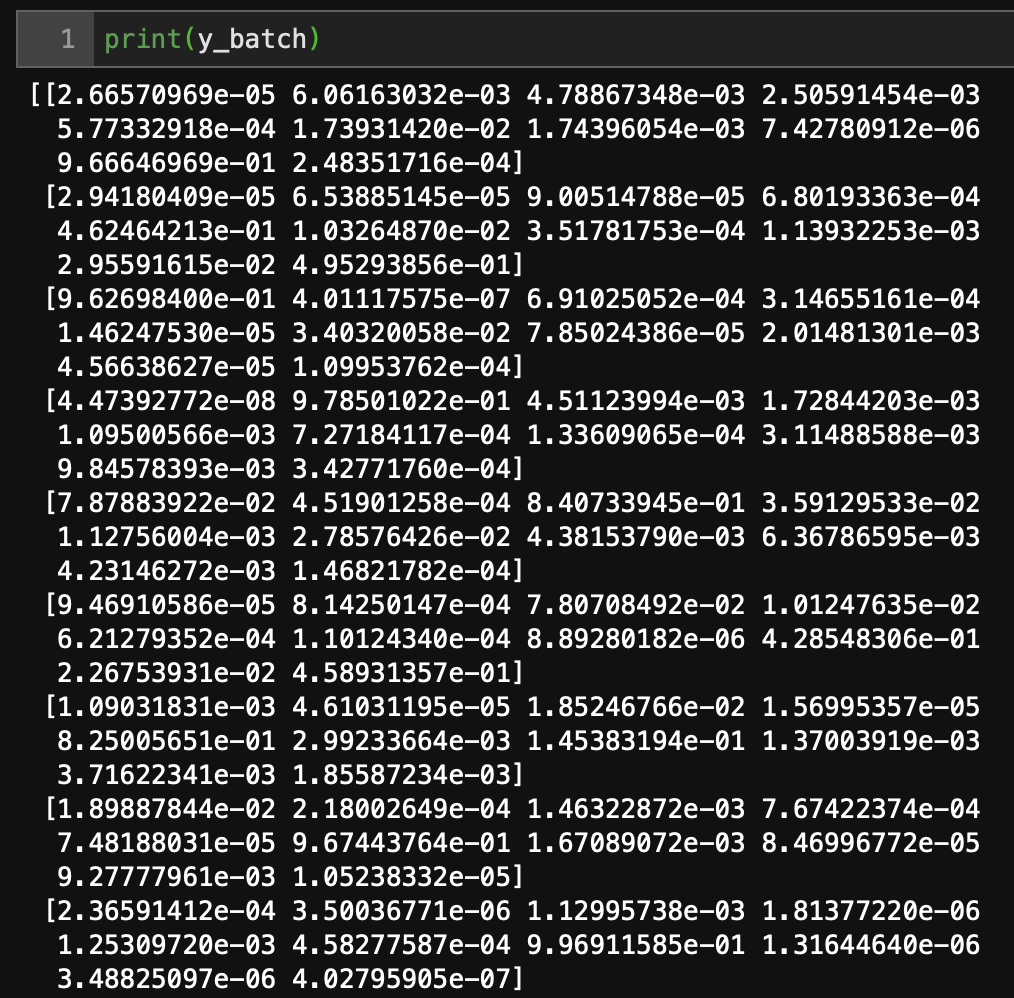 1 print(y_batch)
[[2.66570969e-05 6.06163032e-03 4.78867348e-03 2.50591454e-03
5.77332918e-04 1.73931420e-02 1.74396054e-03 7.42780912e-06
9.66646969e-01 2.48351716e-04]
[2.94180409e-05 6.53885145e-05 9.00514788e-05 6.80193363e-04
4.62464213e-01 1.03264870e-02 3.51781753e-04 1.13932253e-03
2.95591615e-02 4.95293856e-01]
[9.62698400e-01 4.01117575e-07 6.91025052e-04 3.14655161e-04
1.46247530e-05 3.40320058e-02 7.85024386e-05 2.01481301e-03
4.56638627e-05 1.09953762e-04]
[4.47392772e-08 9.78501022e-01 4.51123994e-03 1.72844203e-03
1.09500566e-03 7.27184117e-04 1.33609065e-04 3.11488588e-03
9.84578393e-03 3.42771760e-04]
[7.87883922e-02 4.51901258e-04 8.40733945e-01 3.59129533e-02
1.12756004e-03 2.78576426e-02 4.38153790e-03 6.36786595e-03
4.23146272e-03 1.46821782e-04]
[9.46910586e-05 8.14250147e-04 7.80708492e-02 1.01247635e-02
6.21279352e-04 1.10124340e-04 8.89280182e-06 4.28548306e-01
2.26753931e-02 4.58931357e-01]
[1.09031831e-03 4.61031195e-05 1.85246766e-02 1.56995357e-05
8.25005651e-01 2.99233664e-03 1.45383194e-01 1.37003919e-03
3.71622341e-03 1.85587234e-03]
[1.89887844e-02 2.18002649e-04 1.46322872e-03 7.67422374e-04
7.48188031e-05 9.67443764e-01 1.67089072e-03 8.46996772e-05
9.27777961e-03 1.05238332e-05]
[2.36591412e-04 3.50036771e-06 1.12995738e-03 1.81377220e-06
1.25309720e-03 4.58277587e-04 9.96911585e-01 1.31644640e-06
3.48825097e-06 4.02795905e-07]